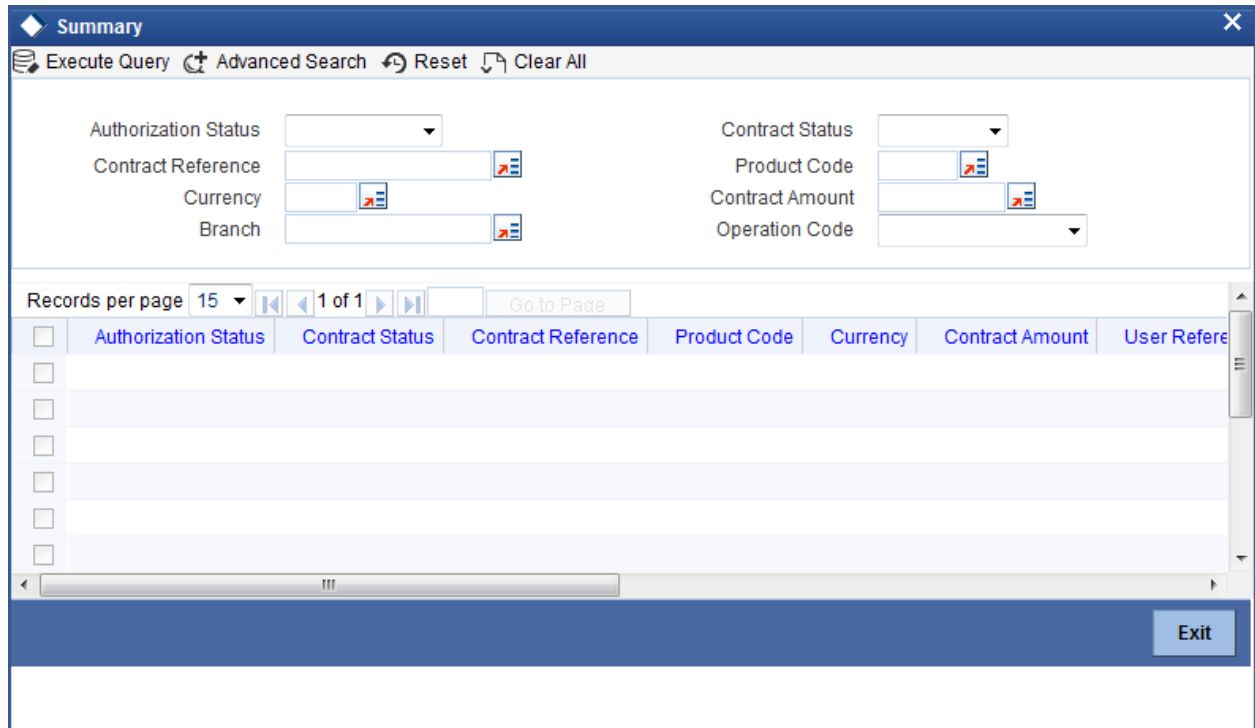 Summary
Execute Query Advanced Search Reset Clear All
Authorization Status Contract Status
Contract Reference Product Code
Currency Contract Amount
Branch Operation Code
Records per page 15 1 of 1 Go to Page
Authorization Status Contract Status Contract Reference Product Code Currency Contract Amount User Refere
Exit